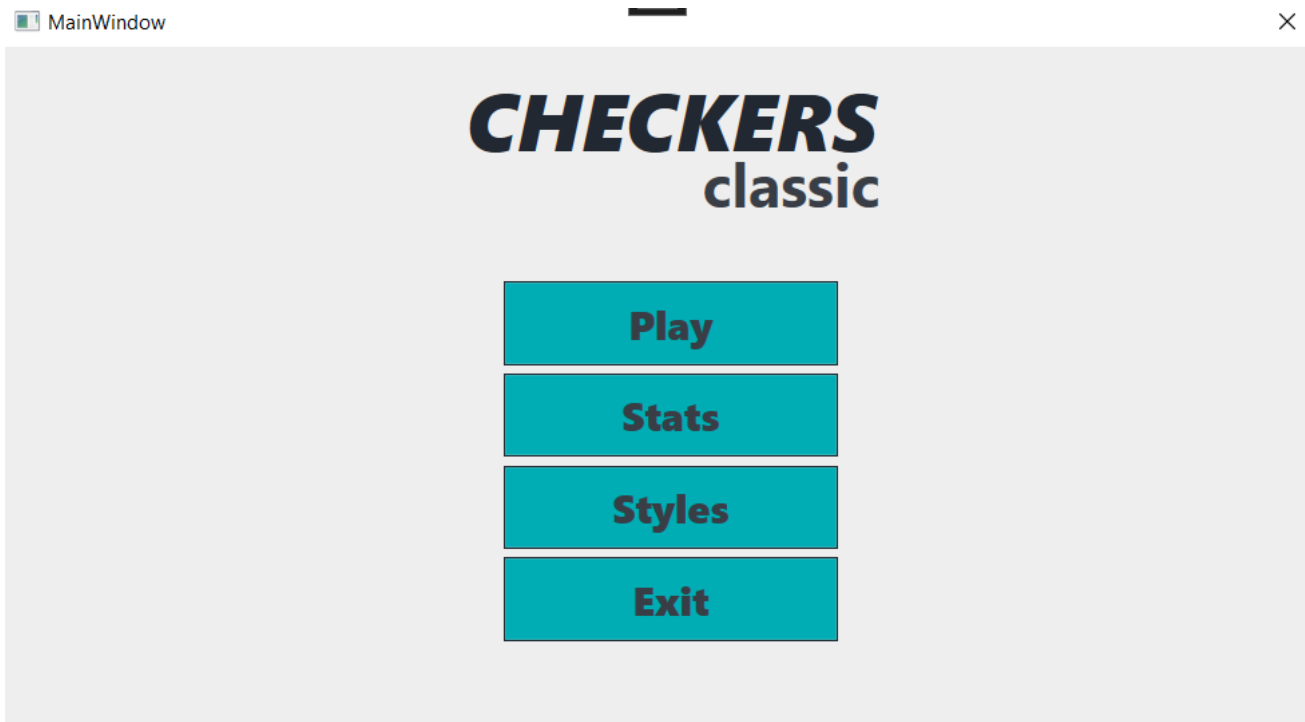 MainWindow
CHECKERS
classic
Play
Stats
Styles
Exit